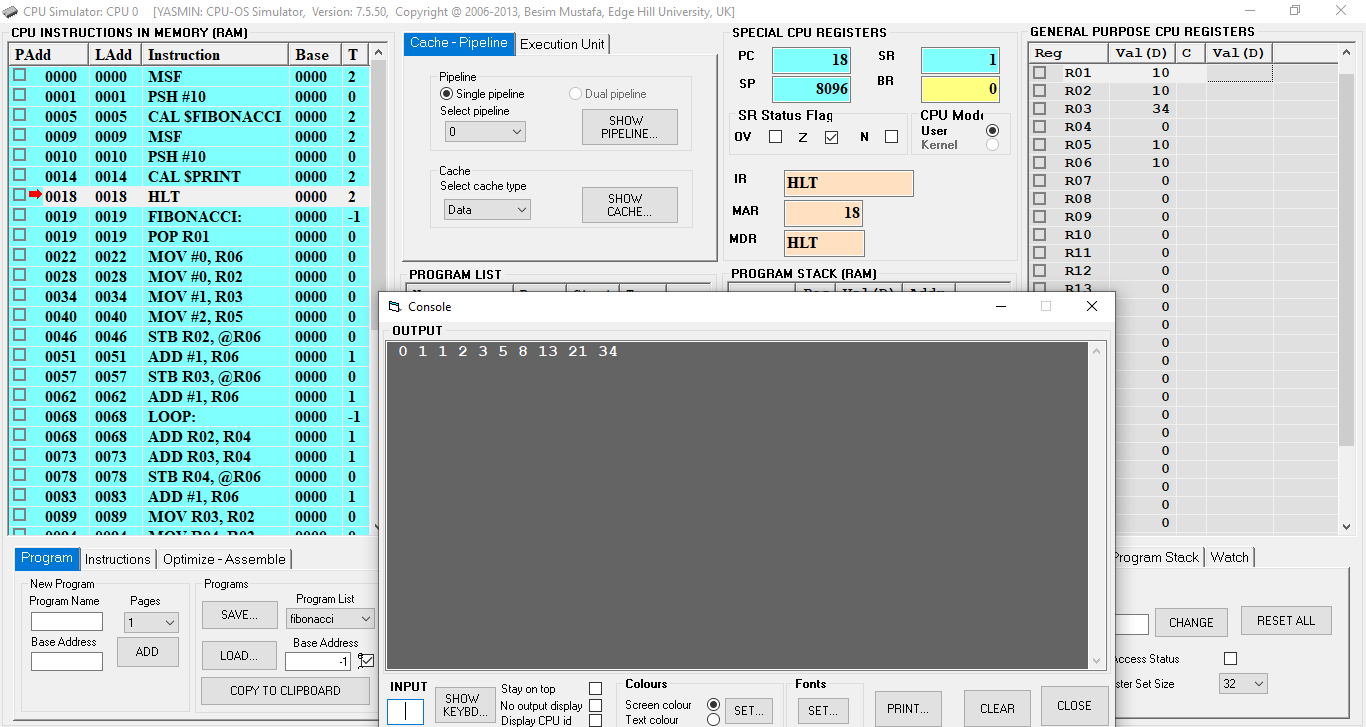 CPU Simulator: CPU 0 [YASMIN: CPU-OS Simulator, Version: 7.5.50, Copyright @ 2006-2013, Besim Mustafa, Edge Hill University, UK]
CPU INSTRUCTIONS IN MEMORY (RAM)
PAdd LAdd Instruction Base T
0000 0000 MSF 0000 2
0001 0001 PSH #10 0000 0
0005 0005 CAL $FIBONACCI 0000 2
0009 0009 MSF 0000 2
0010 0010 PSH #10 0000 0
0014 0014 CAL $PRINT 0000 2
0018 0018 HLT 0000 2
0019 0019 FIBONACCI: 0000 -1
0019 0019 POP R01 0000 0
0022 0022 MOV #0, R06 0000 0
0028 0028 MOV #0, R02 0000 0
0034 0034 MOV #1, R03 0000 0
0040 0040 MOV #2, R05 0000 0
0046 0046 STB R02, @R06 0000 0
0051 0051 ADD #1, R06 0000 1
0057 0057 STB R03, @R06 0000 0
0062 0062 ADD #1, R06 0000 1
0068 0068 LOOP: 0000 -1
0068 0068 ADD R02, R04 0000 1
0073 0073 ADD R03, R04 0000 1
0078 0078 STB R04, @R06 0000 0
0083 0083 ADD #1, R06 0000 1
0089 0089 MOV R03, R02 0000 0
Cache - Pipeline Execution Unit
Pipeline
Single pipeline Dual pipeline
Select pipeline
0
SHOW
PIPELINE...
Cache
Select cache type
Data
SHOW
CACHE...
PROGRAM LIST
SPECIAL CPU REGISTERS
PC 18 SR 1
SP 8096 BR 0
SR Status Flag
OV Z N
CPU Mode
User
Kernel
IR HLT
MAR 18
MDR HLT
PROGRAM STACK (RAM)
GENERAL PURPOSE CPU REGISTERS
Reg Val(D) C Val(D)
R01 10
R02 10
R03 34
R04 0
R05 10
R06 10
R07 0
R08 0
R09 0
R10 0
R11 0
R12 0
R13 0
0
0
0
0
0
0
0
0
0
0
0
0
0
Console
OUTPUT
0 1 1 2 3 5 8 13 21 34
INPUT
SHOW
KEYBD...
Stay on top
No output display
Display CPU id
Colours
Screen colour
Text colour
SET...
Fonts
SET...
PRINT...
CLEAR
CLOSE
Program Instructions Optimize - Assemble
New Program
Program Name Pages
1
Base Address
ADD
Programs
SAVE...
Program List
fibonacci
LOAD...
Base Address
-1
COPY TO CLIPBOARD
Program Stack Watch
CHANGE
RESET ALL
Access Status
ster Set Size
32